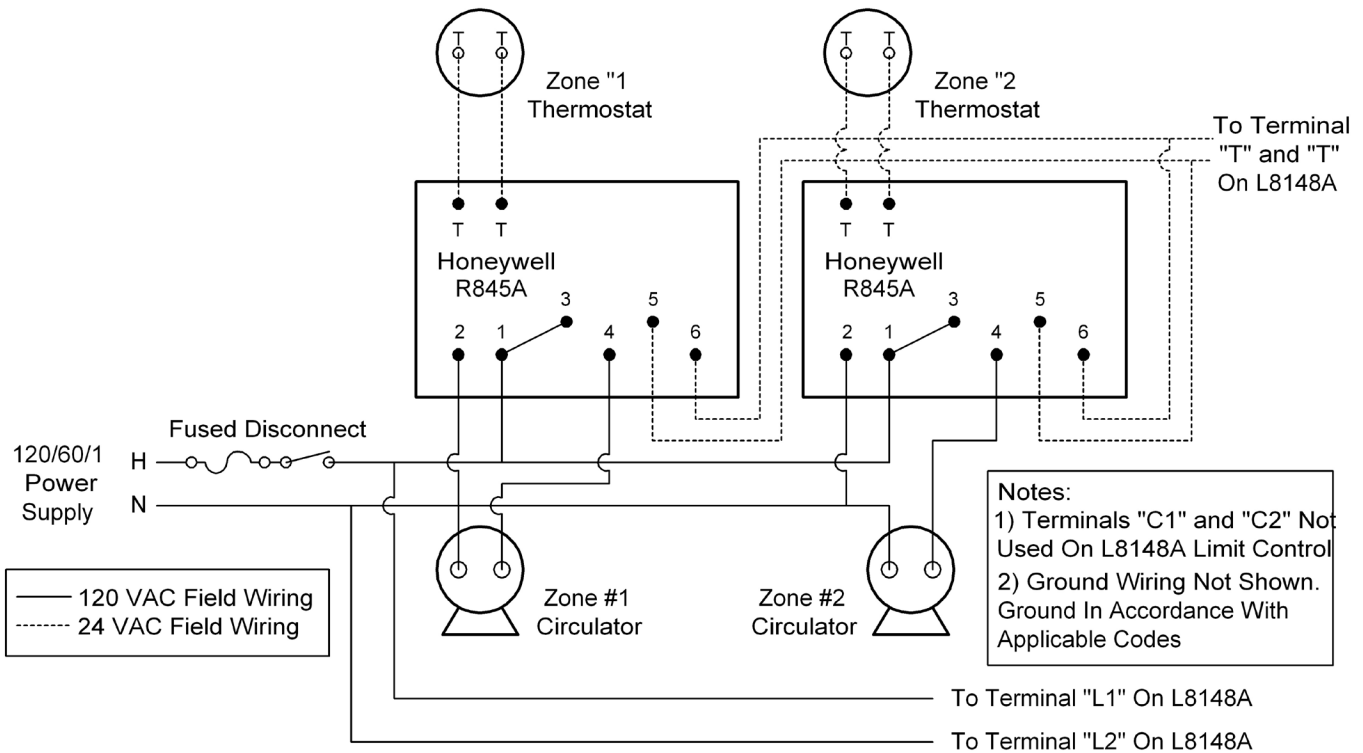 T T
Zone "1
Thermostat
T T
Zone "2
Thermostat
To Terminal
"T" and "T"
On L8148A
T T
Honeywell
R845A
2 1 3 4 5 6
T T
Honeywell
R845A
2 1 3 4 5 6
Fused Disconnect
120/60/1
Power
Supply
H
N
Notes:
1) Terminals "C1" and "C2" Not
Used On L8148A Limit Control
2) Ground Wiring Not Shown.
Ground In Accordance With
Applicable Codes
120 VAC Field Wiring
24 VAC Field Wiring
Zone #1
Circulator
Zone #2
Circulator
To Terminal "L1" On L8148A
To Terminal "L2" On L8148A